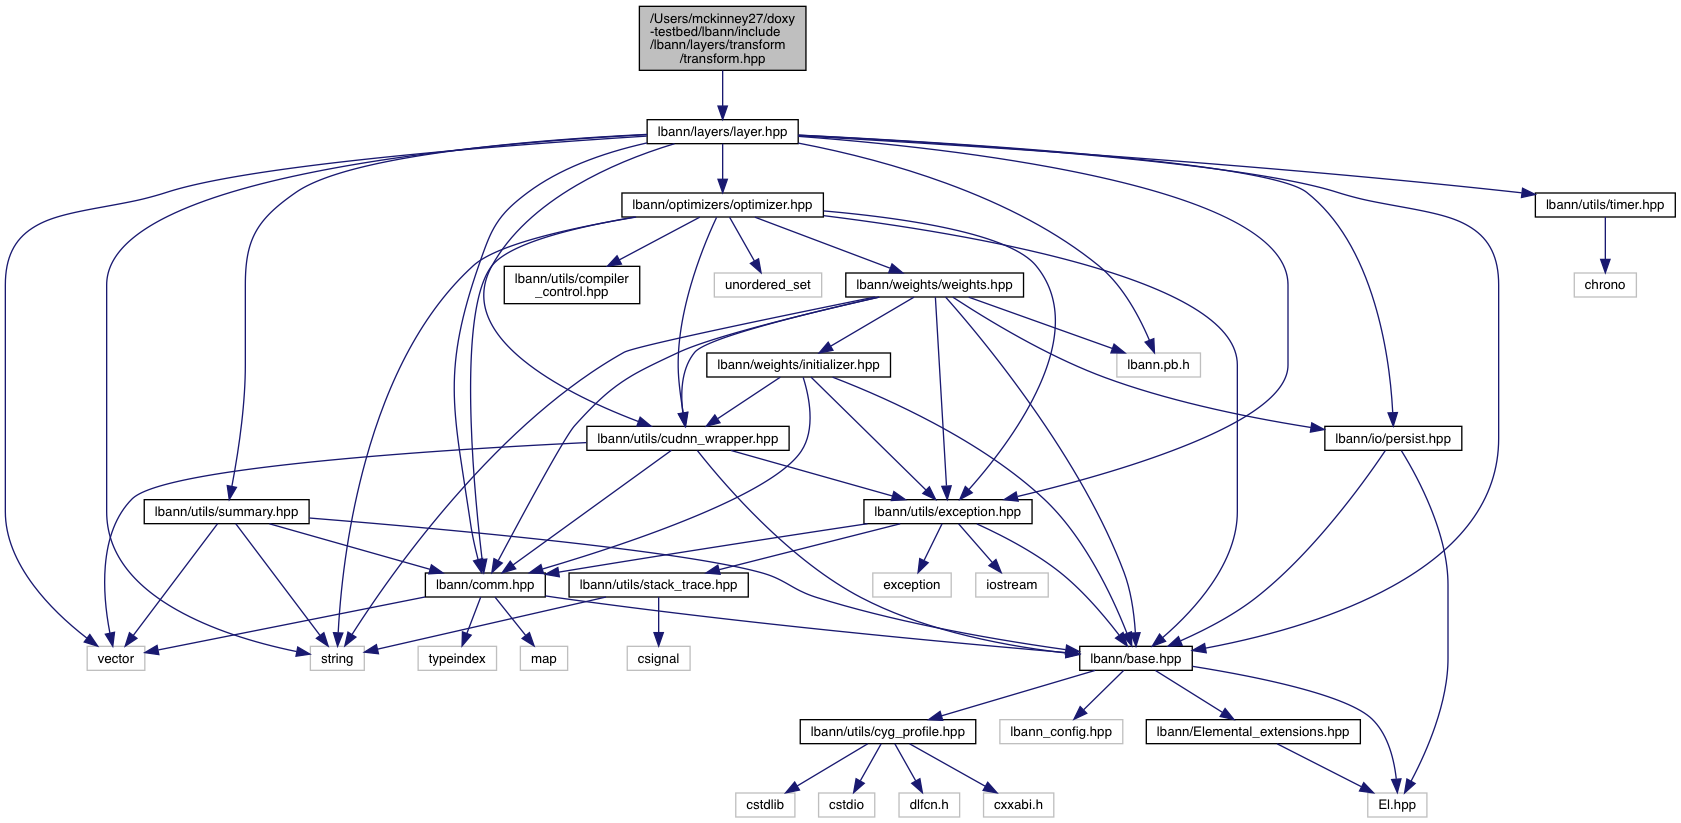 /Users/mckinney27/doxy
-testbed/lbann/include
/lbann/layers/transform
/transform.hpp
lbann/layers/layer.hpp
lbann/optimizers/optimizer.hpp
lbann/utils/timer.hpp
lbann/utils/compiler
_control.hpp
unordered_set
lbann/weights/weights.hpp
chrono
lbann/weights/initializer.hpp
lbann.pb.h
lbann/utils/cudnn_wrapper.hpp
lbann/io/persist.hpp
lbann/utils/summary.hpp
lbann/utils/exception.hpp
lbann/comm.hpp
lbann/utils/stack_trace.hpp
exception
iostream
vector
string
typeindex
map
csignal
lbann/base.hpp
lbann/utils/cyg_profile.hpp
lbann_config.hpp
lbann/Elemental_extensions.hpp
cstdlib
cstdio
dlfcn.h
cxxabi.h
El.hpp